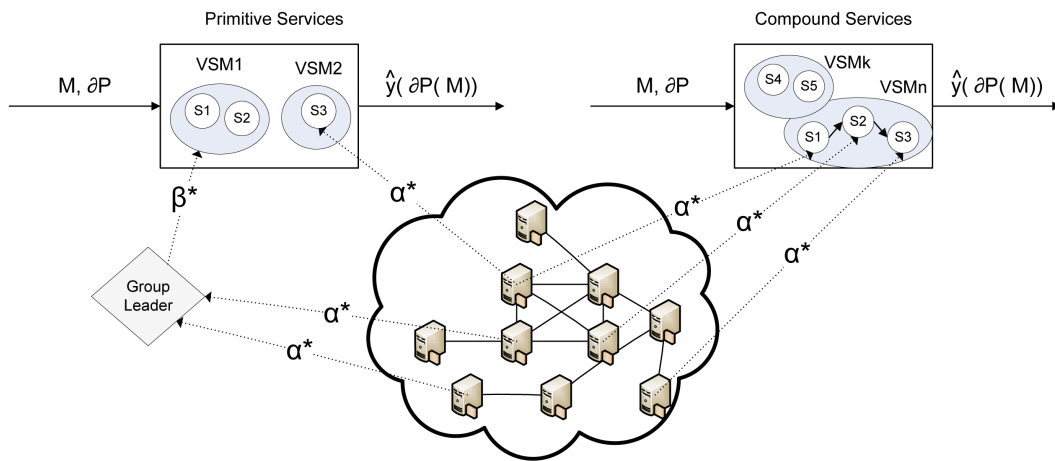 Primitive Services
Compound Services
M, ∂P
VSM1
VSM2
S1
S2
S3
ŷ( ∂P( M))
M, ∂P
VSMk
S4
S5
VSMn
S1
S2
S3
ŷ( ∂P( M))
β*
α*
α*
α*
α*
Group
Leader
α*
α*